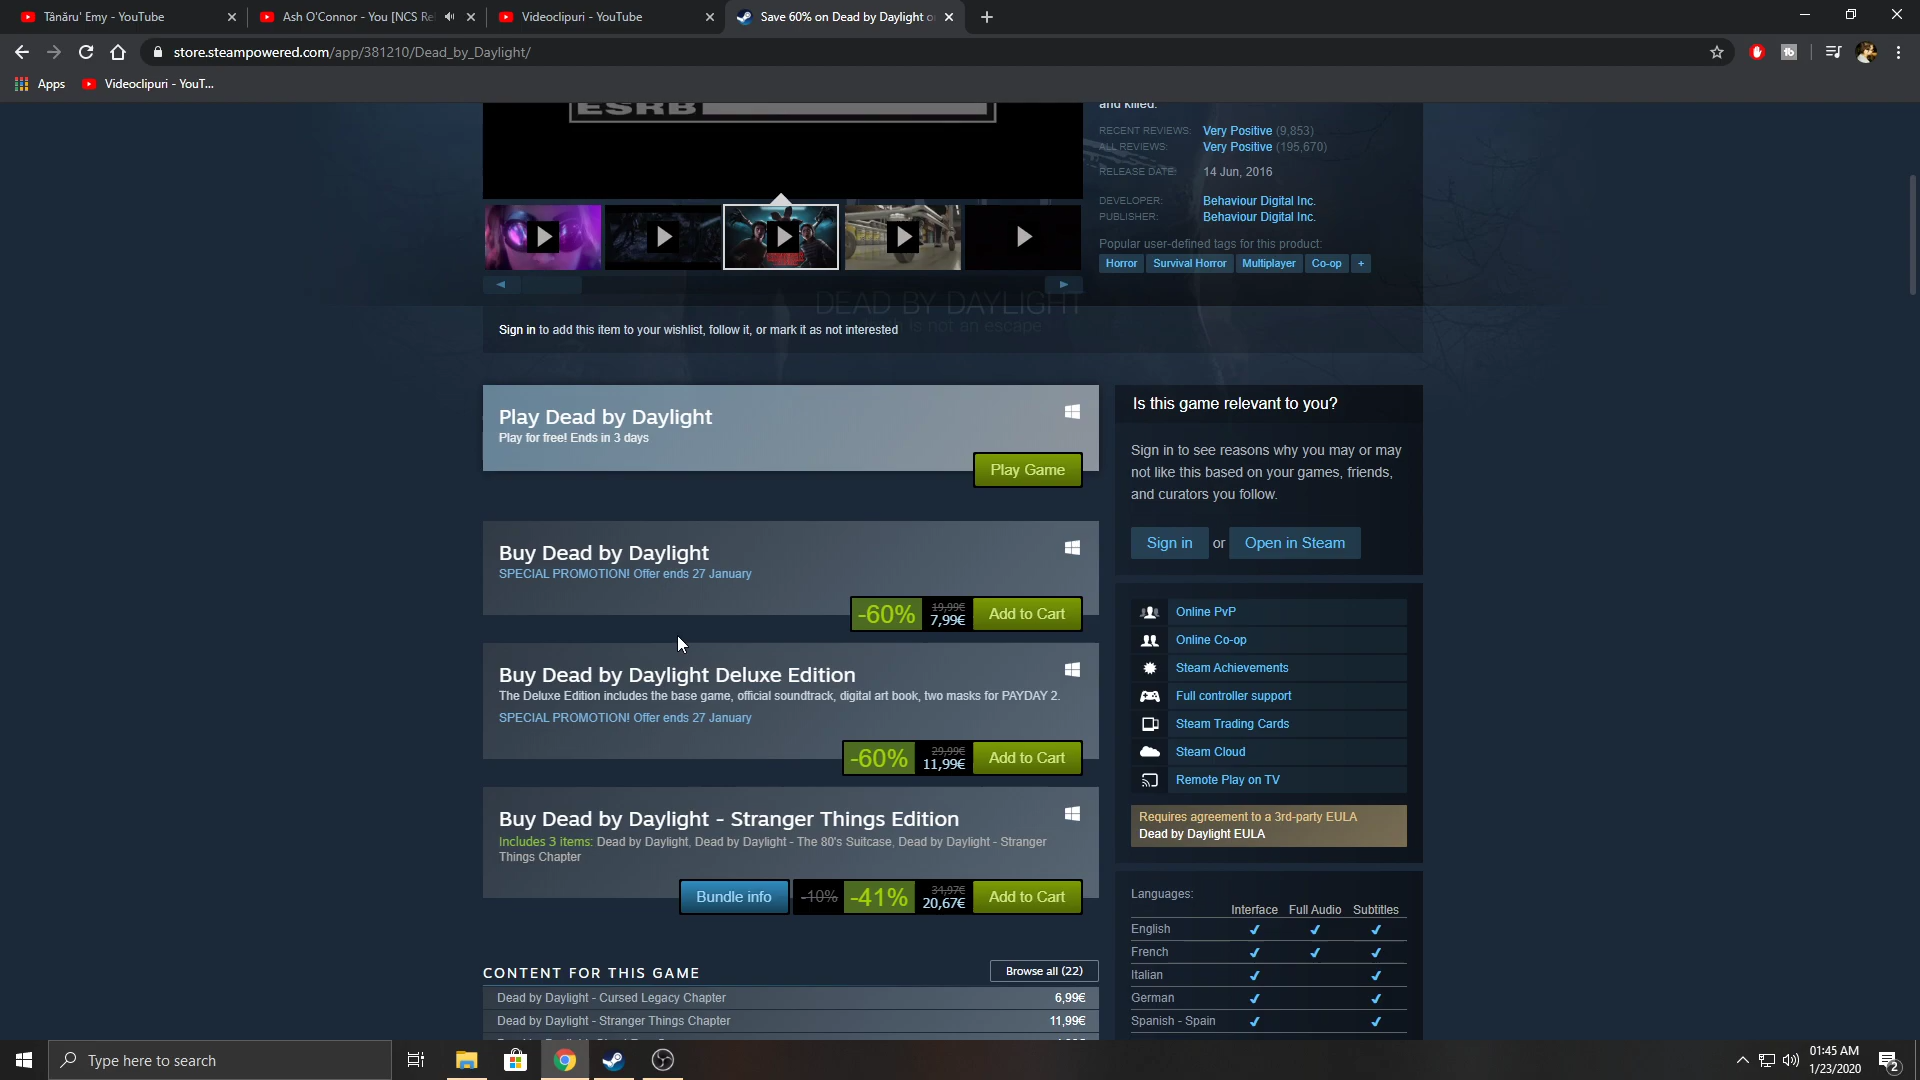 Tânăru' Emy - YouTube
Ash O'Connor - You [NCS Re
Videoclipuri - YouTube
Save 60% on Dead by Daylight o
store.steampowered.com/app/381210/Dead_by_Daylight/
Apps
Videoclipuri - YouT...
ESRB
and killed.
RECENT REVIEWS: Very Positive (9,853)
ALL REVIEWS: Very Positive (195,670)
RELEASE DATE: 14 Jun, 2016
DEVELOPER: Behaviour Digital Inc.
PUBLISHER: Behaviour Digital Inc.
Popular user-defined tags for this product:
Horror Survival Horror Multiplayer Co-op +
DEAD BY DAYLIGHT
is not an escape
Sign in to add this item to your wishlist, follow it, or mark it as not interested
Play Dead by Daylight
Play for free! Ends in 3 days
Play Game
Buy Dead by Daylight
SPECIAL PROMOTION! Offer ends 27 January
-60% 19,99€ 7,99€ Add to Cart
Buy Dead by Daylight Deluxe Edition
The Deluxe Edition includes the base game, official soundtrack, digital art book, two masks for PAYDAY 2.
SPECIAL PROMOTION! Offer ends 27 January
-60% 29,99€ 11,99€ Add to Cart
Buy Dead by Daylight - Stranger Things Edition
Includes 3 items: Dead by Daylight, Dead by Daylight - The 80's Suitcase, Dead by Daylight - Stranger
Things Chapter
Bundle info -10% -41% 34,97€ 20,67€ Add to Cart
CONTENT FOR THIS GAME Browse all (22)
Dead by Daylight - Cursed Legacy Chapter 6,99€
Dead by Daylight - Stranger Things Chapter 11,99€
Is this game relevant to you?
Sign in to see reasons why you may or may
not like this based on your games, friends,
and curators you follow.
Sign in or Open in Steam
Online PvP
Online Co-op
Steam Achievements
Full controller support
Steam Trading Cards
Steam Cloud
Remote Play on TV
Requires agreement to a 3rd-party EULA
Dead by Daylight EULA
Languages:
Interface Full Audio Subtitles
English ✔ ✔ ✔
French ✔ ✔ ✔
Italian ✔ ✔
German ✔ ✔
Spanish - Spain ✔ ✔
Type here to search
01:45 AM
1/23/2020
2